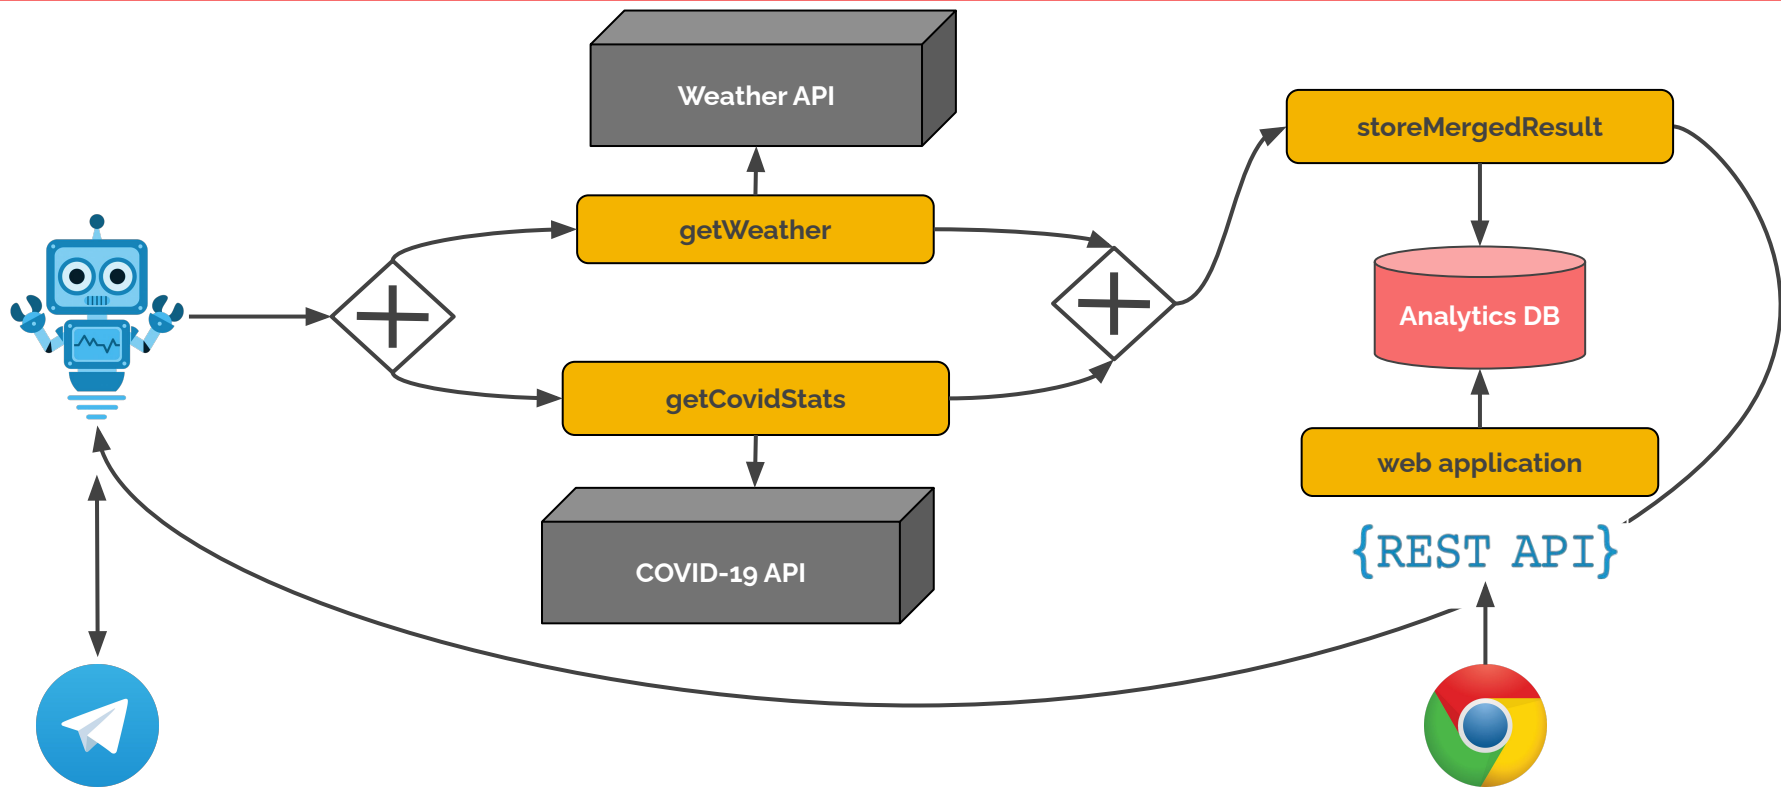 Weather API
storeMergedResult
getWeather
Analytics DB
getCovidStats
web application
{REST API}
COVID-19 API